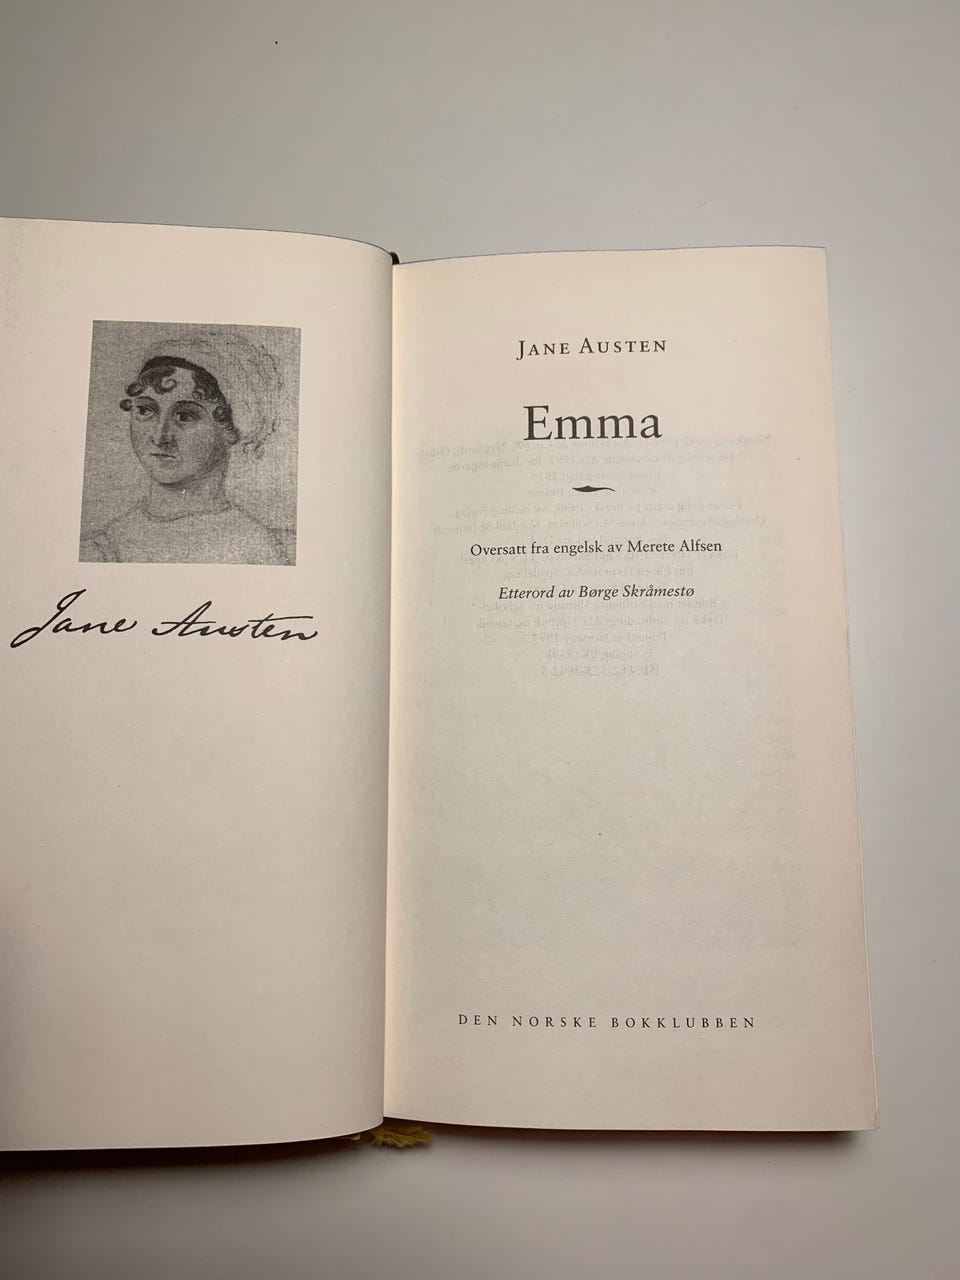 Jane Austen
JANE AUSTEN
Emma
Oversatt fra engelsk av Merete Alfsen
Etterord av Børge Skråmestø
DEN NORSKE BOKKLUBBEN